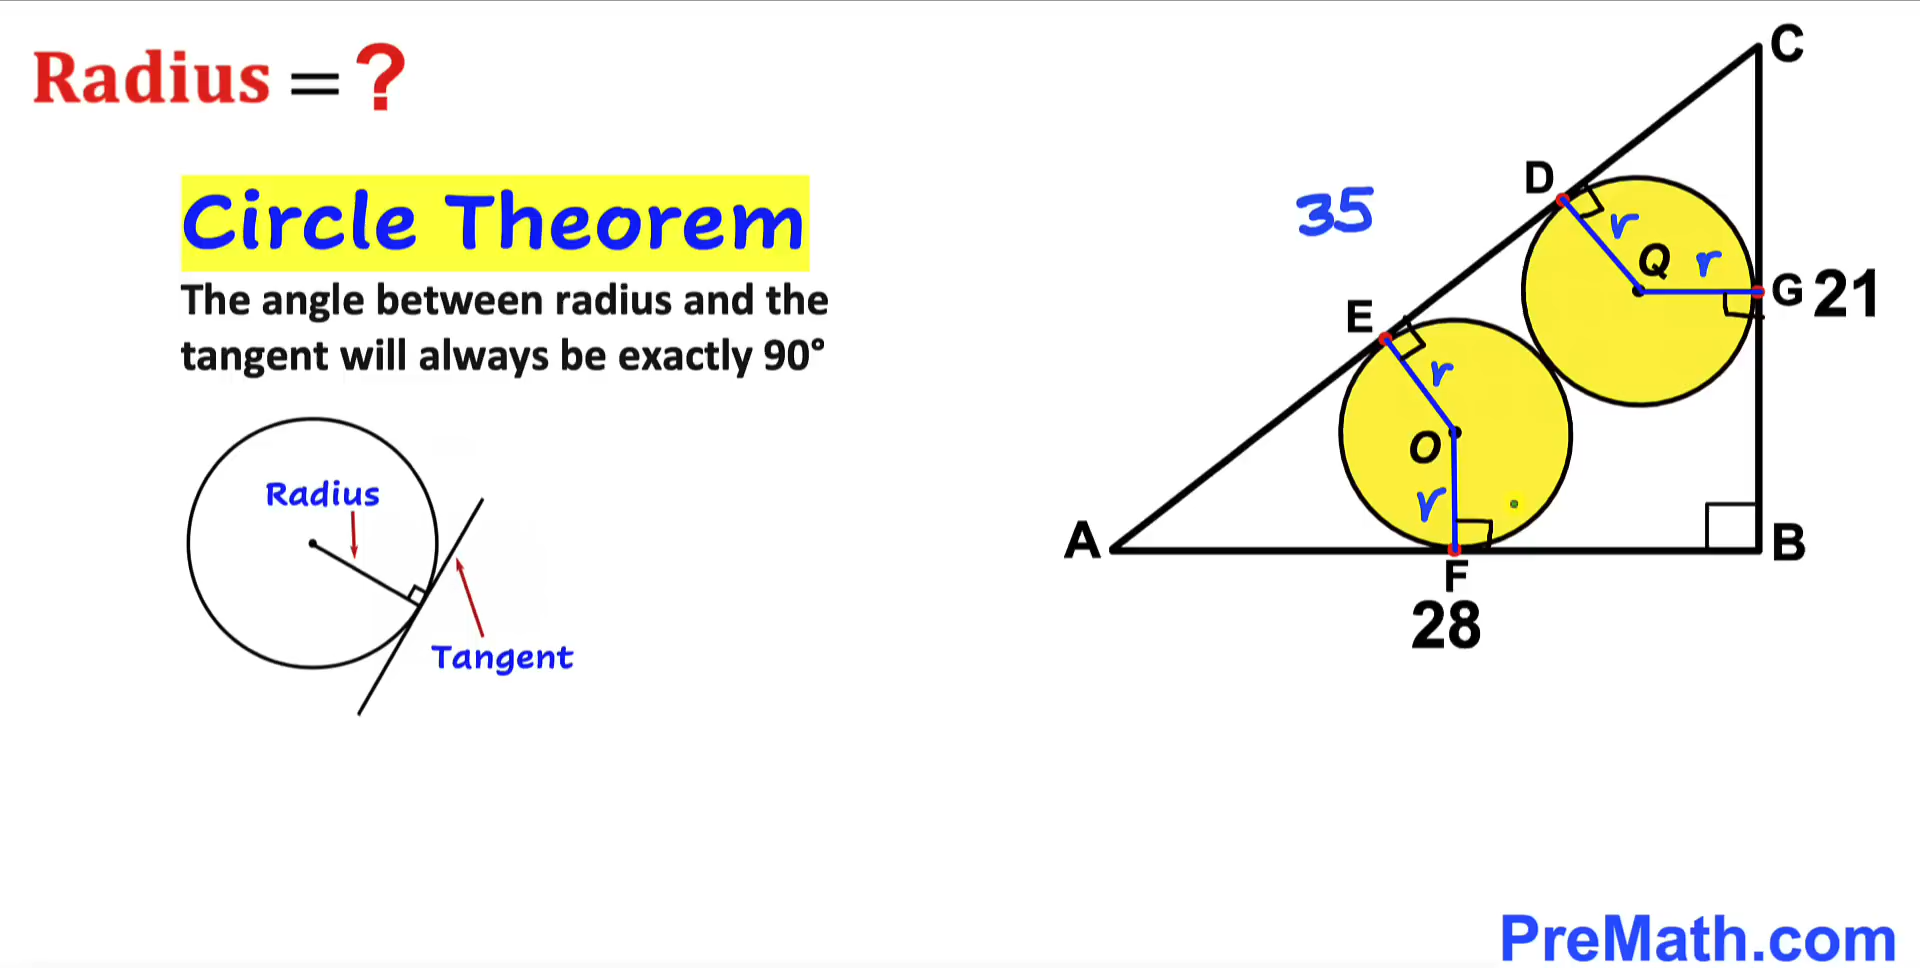 Radius = ?
Circle Theorem
The angle between radius and the
tangent will always be exactly 90°
Radius
Tangent
C
D
35
r
Q
r
G
21
E
r
O
r
A
B
F
28
PreMath.com